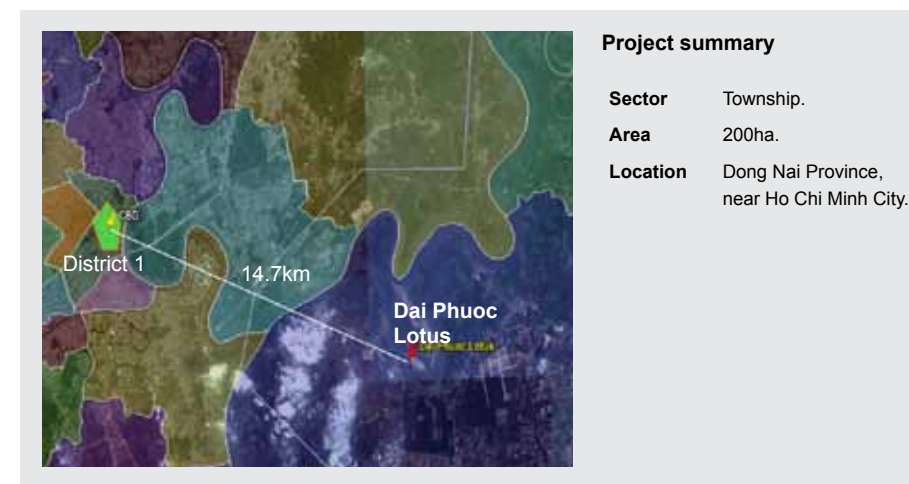 Project summary
Sector Township.
Area 200ha.
Location Dong Nai Province,
near Ho Chi Minh City.
CBD
District 1
14.7km
Dai Phuoc
Lotus